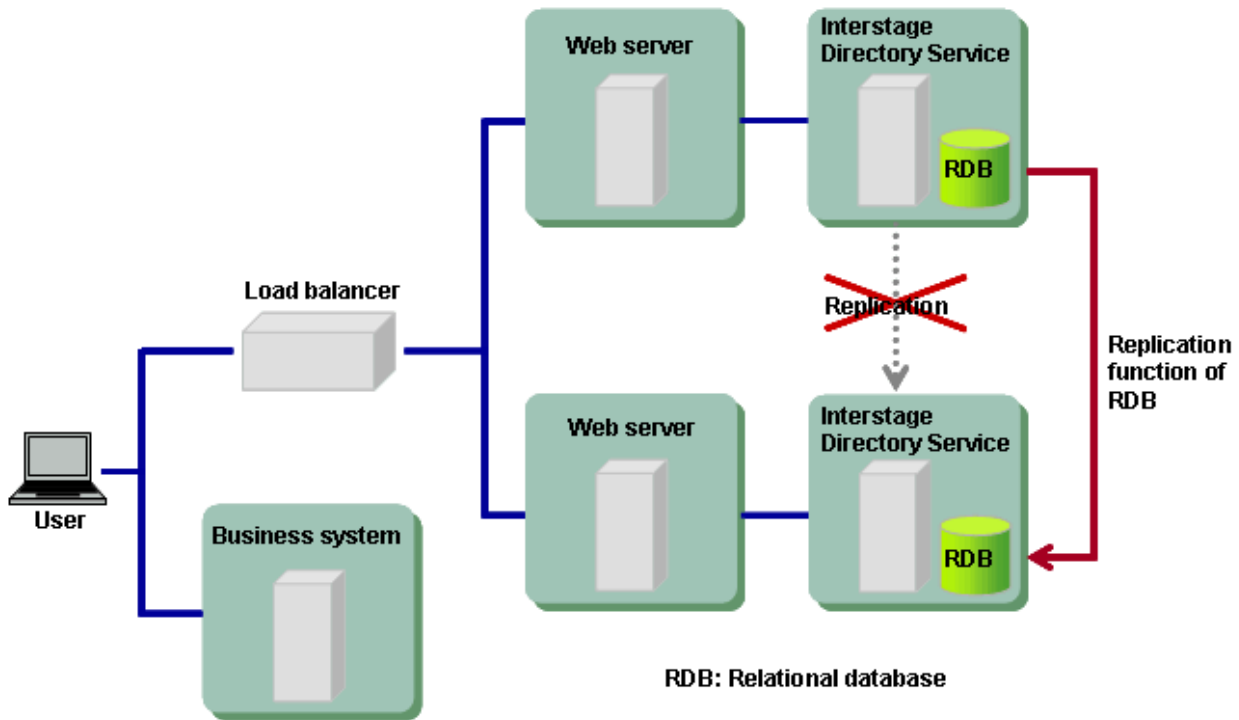 Web server
Interstage
Directory Service
RDB
Load balancer
Replication
Replication
function of
RDB
Web server
Interstage
Directory Service
RDB
User
Business system
RDB: Relational database